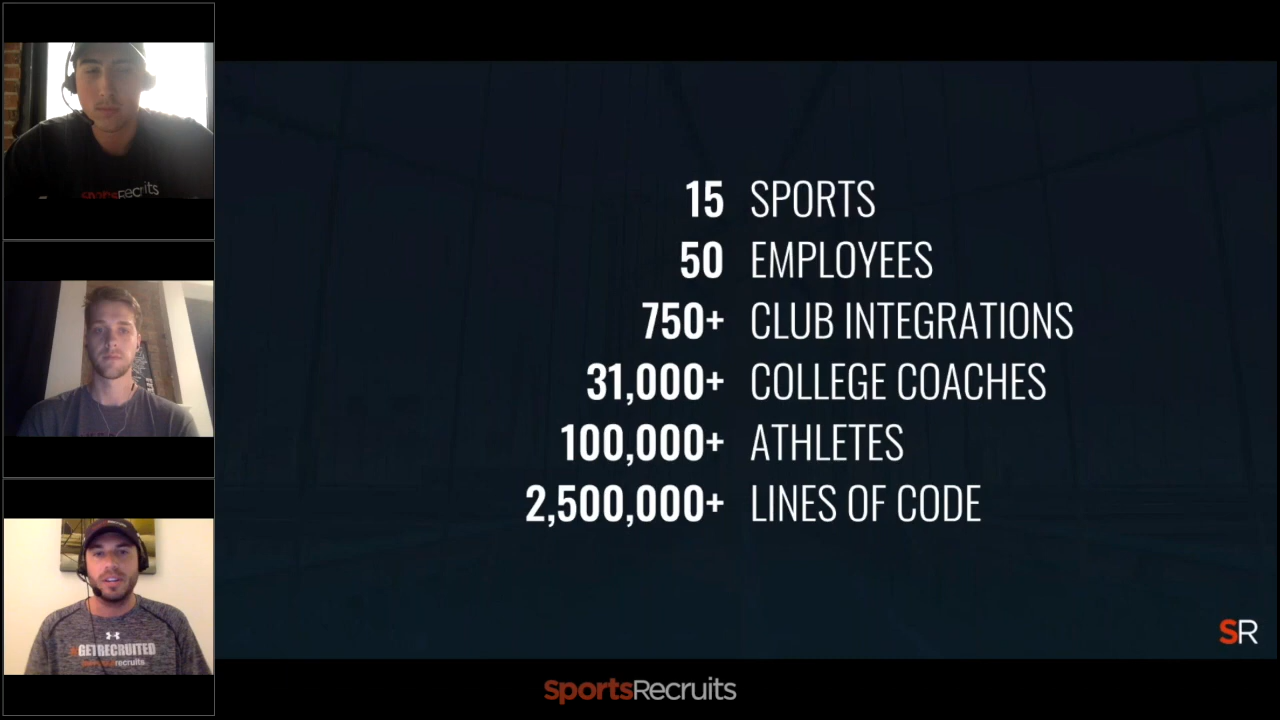 SportsRecruits
#GETRECRUITED
15 SPORTS
50 EMPLOYEES
750+ CLUB INTEGRATIONS
31,000+ COLLEGE COACHES
100,000+ ATHLETES
2,500,000+ LINES OF CODE
SR
SportsRecruits